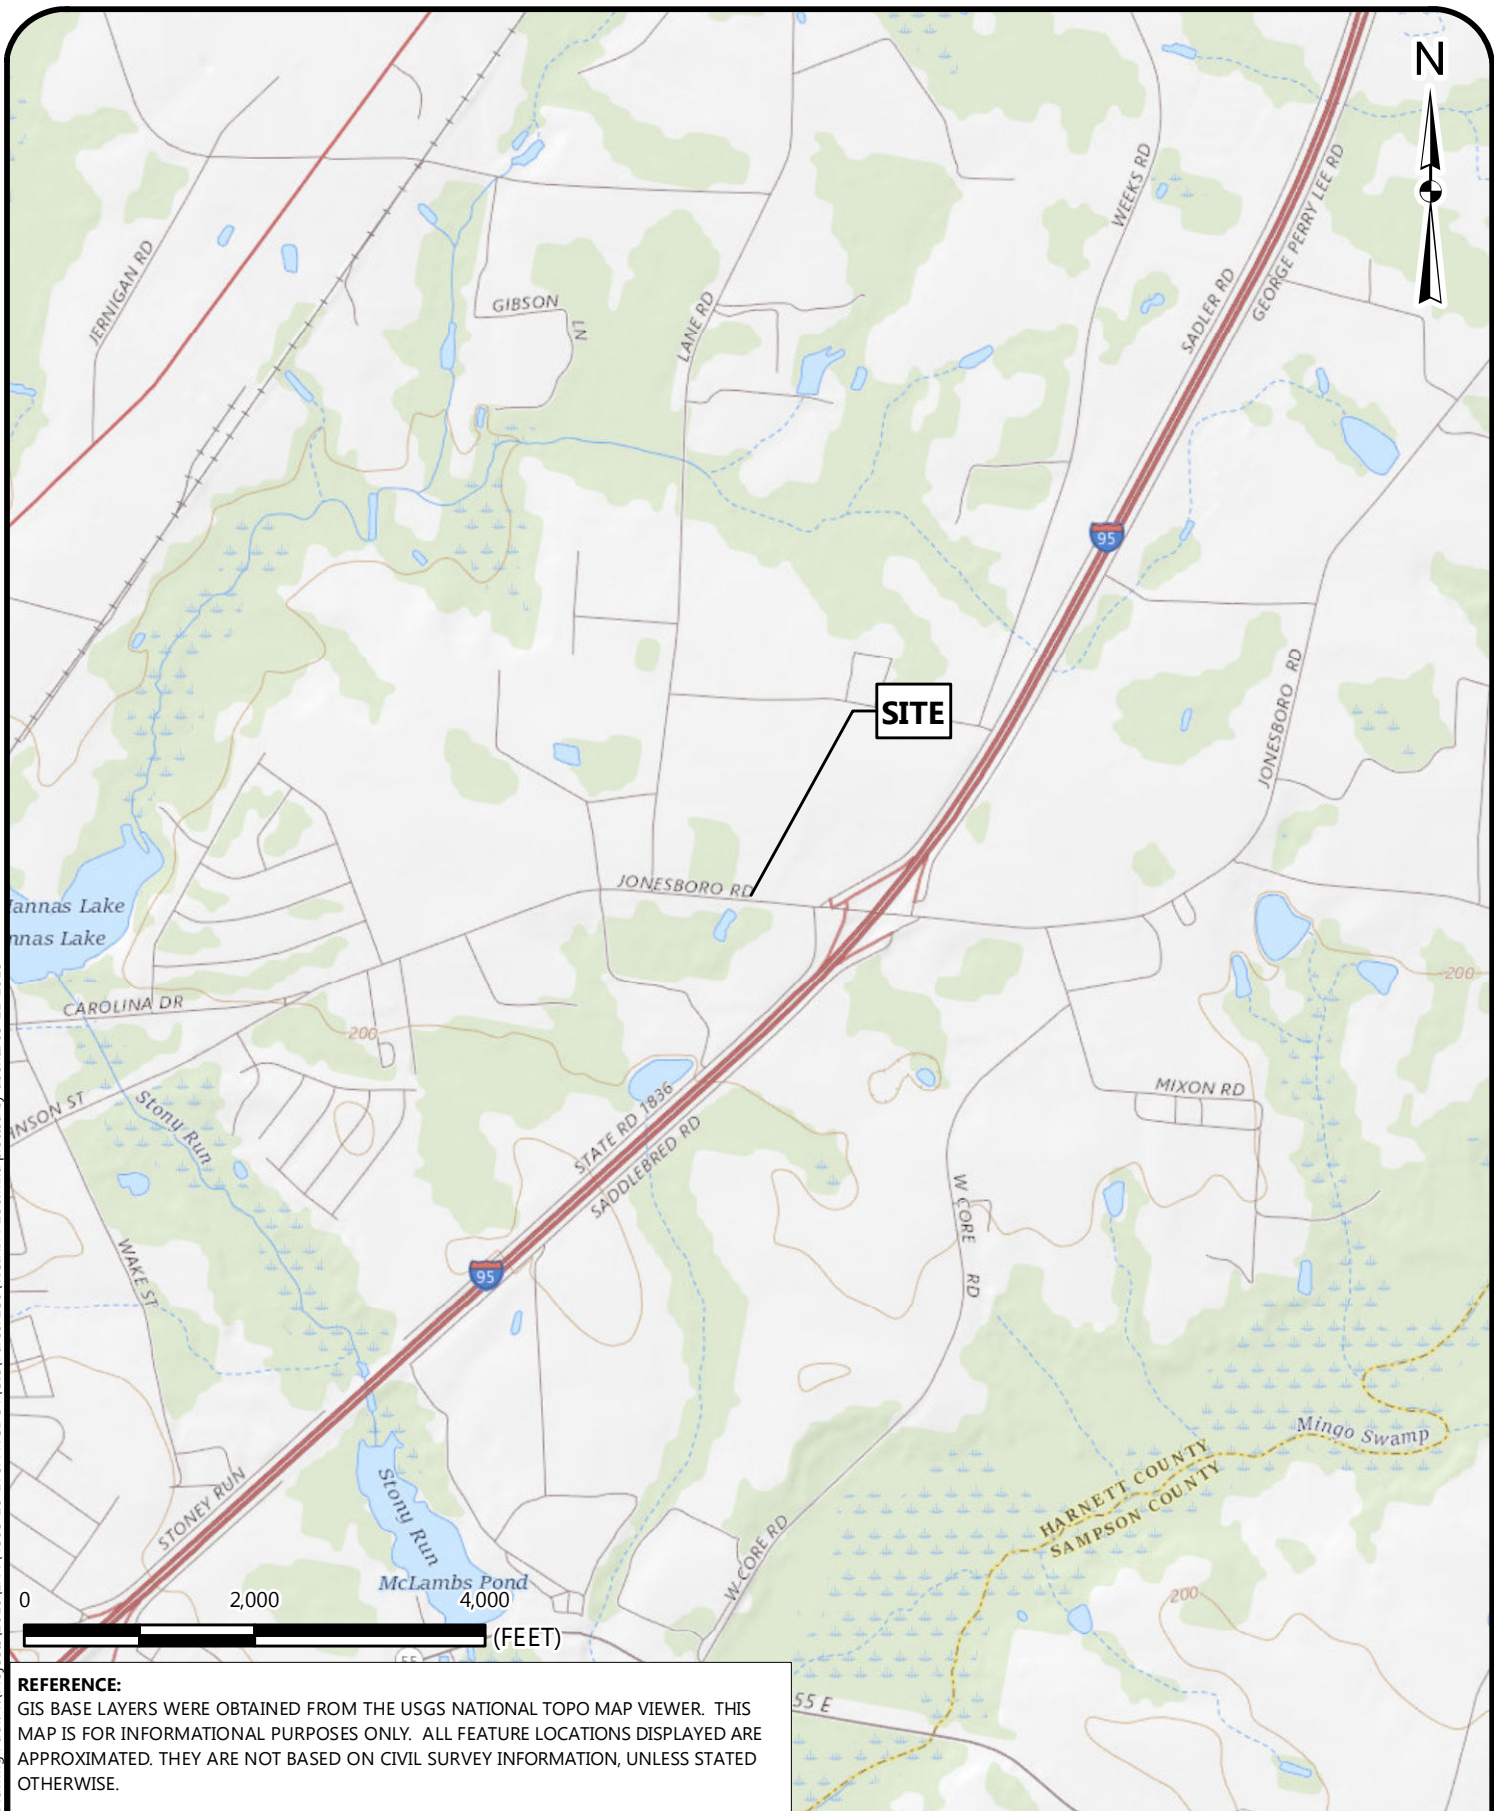 N
WEEKS RD
GEORGE PERRY LEE RD
SADLER RD
JERNIGAN RD
GIBSON
LN
LANE RD
95
JONESBORO RD
SITE
JONESBORO RD
Hannas Lake
nnas Lake
200
CAROLINA DR
200
MIXON RD
STATE RD 1836
SADDLEBRED RD
NSON ST
Stony Run
W CORE RD
WAKE ST
95
Mingo Swamp
HARNETT COUNTY
SAMPSON COUNTY
STONEY RUN
Stony Run
W CORE RD
McLambs Pond
200
0 2,000 4,000
(FEET)
55
55 E
REFERENCE:
GIS BASE LAYERS WERE OBTAINED FROM THE USGS NATIONAL TOPO MAP VIEWER. THIS
MAP IS FOR INFORMATIONAL PURPOSES ONLY. ALL FEATURE LOCATIONS DISPLAYED ARE
APPROXIMATED. THEY ARE NOT BASED ON CIVIL SURVEY INFORMATION, UNLESS STATED
OTHERWISE.